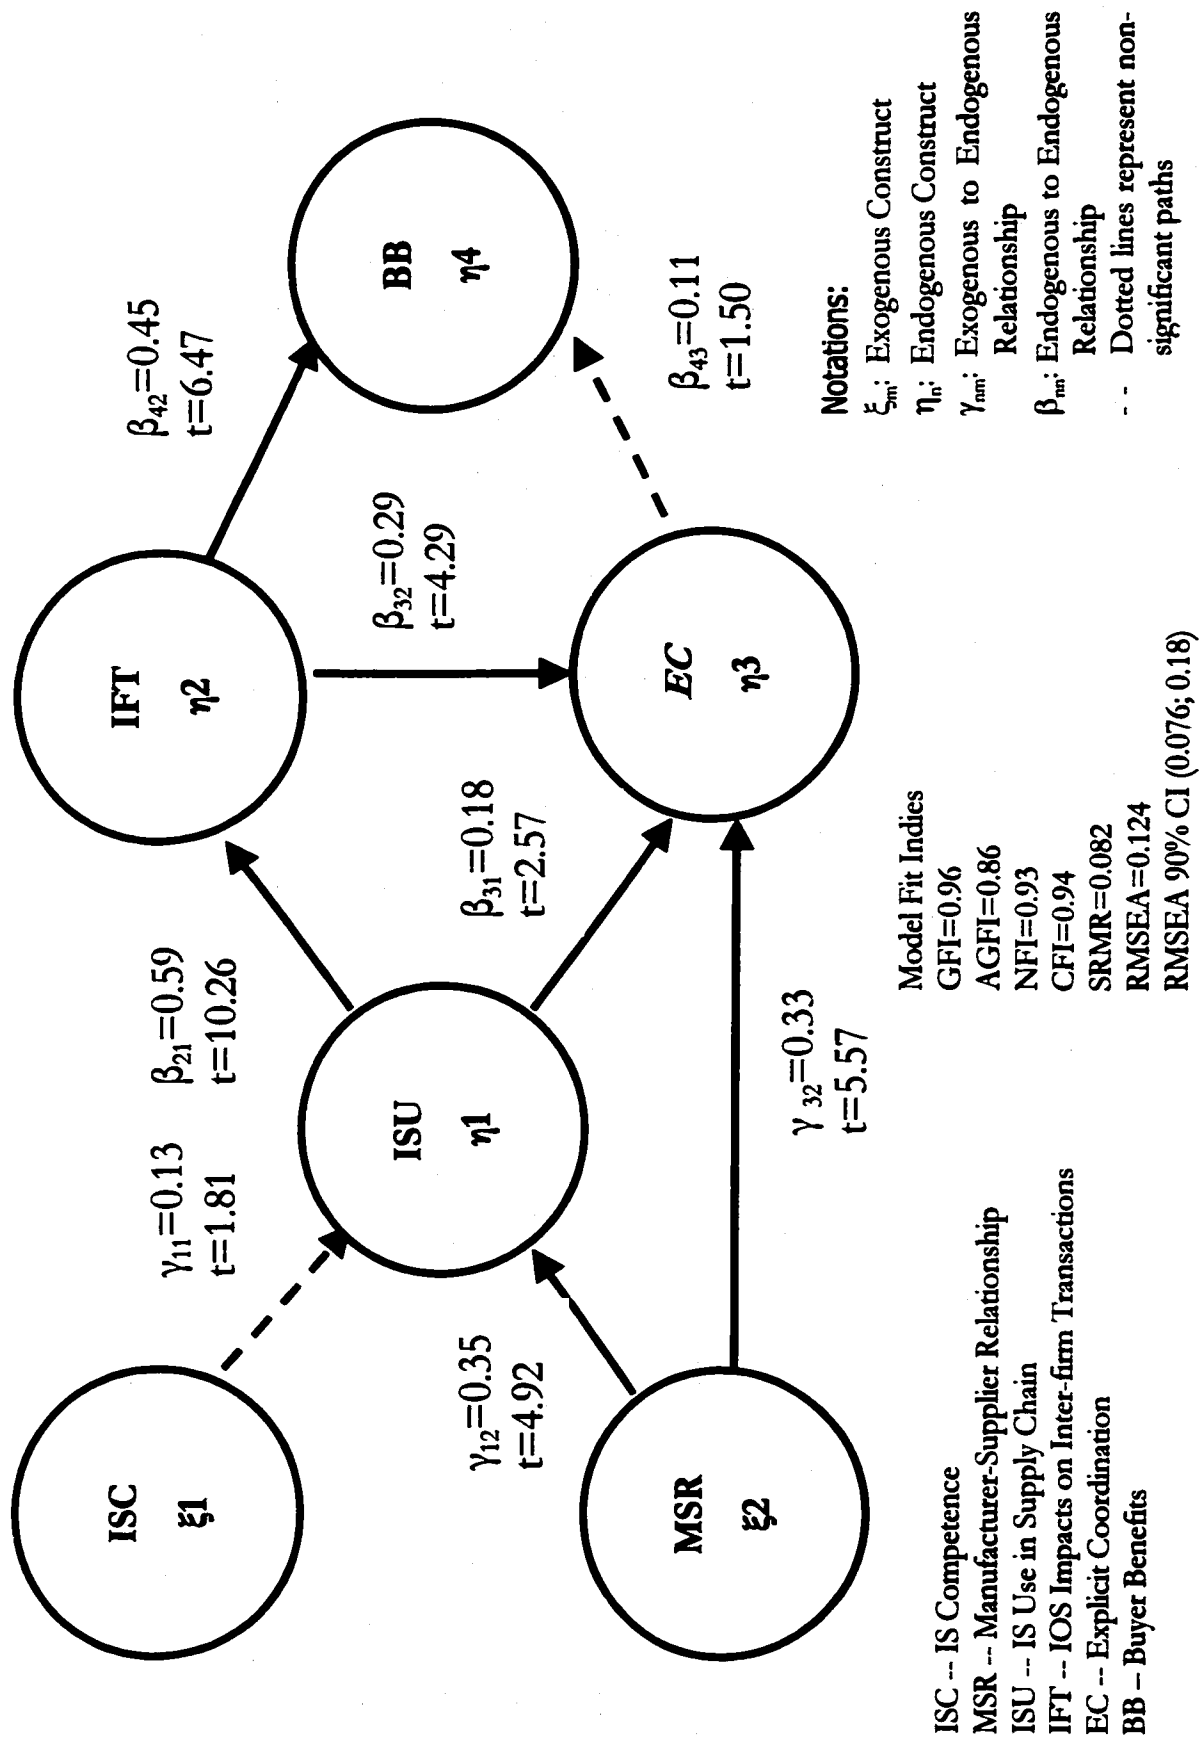 ISC
ξ1
γ11=0.13
t=1.81
β21=0.59
t=10.26
IFT
η2
β42=0.45
t=6.47
ISU
η1
BB
η4
γ12=0.35
t=4.92
β31=0.18
t=2.57
β32=0.29
t=4.29
MSR
ξ2
EC
η3
β43=0.11
t=1.50
γ 32=0.33
t=5.57
ISC -- IS Competence
MSR -- Manufacturer-Supplier Relationship
ISU -- IS Use in Supply Chain
IFT -- IOS Impacts on Inter-firm Transactions
EC -- Explicit Coordination
BB – Buyer Benefits
Model Fit Indies
GFI=0.96
AGFI=0.86
NFI=0.93
CFI=0.94
SRMR=0.082
RMSEA=0.124
RMSEA 90% CI (0.076; 0.18)
Notations:
ξm: Exogenous Construct
ηn: Endogenous Construct
γnm: Exogenous to Endogenous
Relationship
βnn: Endogenous to Endogenous
Relationship
- - Dotted lines represent non-
significant paths